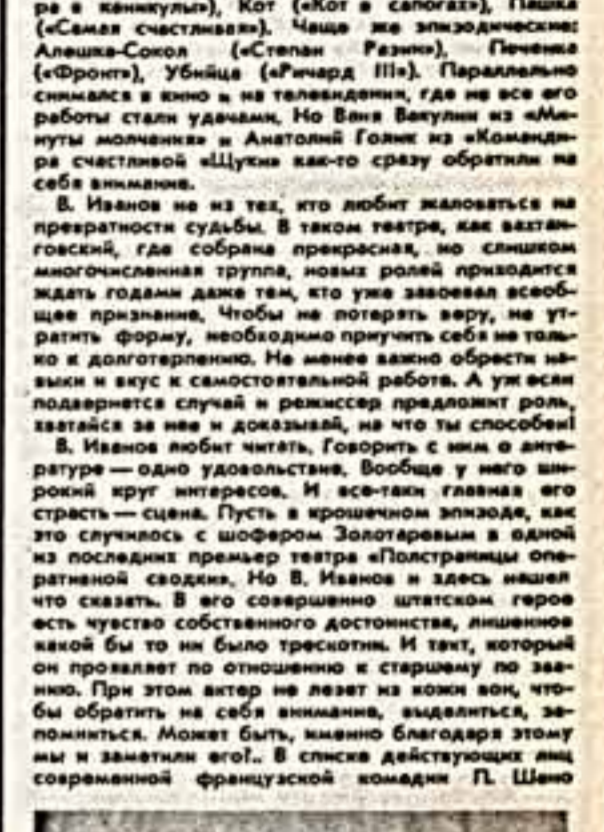 ра в каникулы»), Кот («Кот в сапогах»), Пашка
(«Самая счастливая»). Чаще же эпизодические:
Алешка-Сокол («Степан Разин»), Печенка
(«Фронт»), Убийца («Ричард III»). Параллельно
снимался в кино и на телевидении, где не все его
работы стали удачами. Но Ваня Вакулин из «Ми-
нуты молчания» и Анатолий Голик из «Команди-
ра счастливой «Щуки» как-то сразу обратили на
себя внимание.
В. Иванов не из тех, кто любит жаловаться на
превратности судьбы. В таком театре, как вахтан-
говский, где собрана прекрасная, но слишком
многочисленная труппа, новых ролей приходится
ждать годами даже тем, кто уже завоевал всеоб-
щее признание. Чтобы не потерять веру, не ут-
ратить форму, необходимо приучить себя не толь-
ко к долготерпению. Не менее важно обрести на-
выки и вкус к самостоятельной работе. А уж если
подвернется случай и режиссер предложит роль,
хватайся за нее и доказывай, на что ты способен!
В. Иванов любит читать. Говорить с ним о лите-
ратуре — одно удовольствие. Вообще у него ши-
рокий круг интересов. И все-таки главная его
страсть — сцена. Пусть в крошечном эпизоде, как
это случилось с шофером Золотаревым в одной
из последних премьер театра «Полстраницы опе-
ративной сводки». Но В. Иванов и здесь нашел
что сказать. В его совершенно штатском герое
есть чувство собственного достоинства, лишенное
какой бы то ни было трескотни. И такт, который
он проявляет по отношению к старшему по зва-
нию. При этом актер не лезет из кожи вон, что-
бы обратить на себя внимание, выделиться, за-
помниться. Может быть, именно благодаря этому
мы и заметили его!.. В списке действующих лиц
современной французской комедии П. Шено